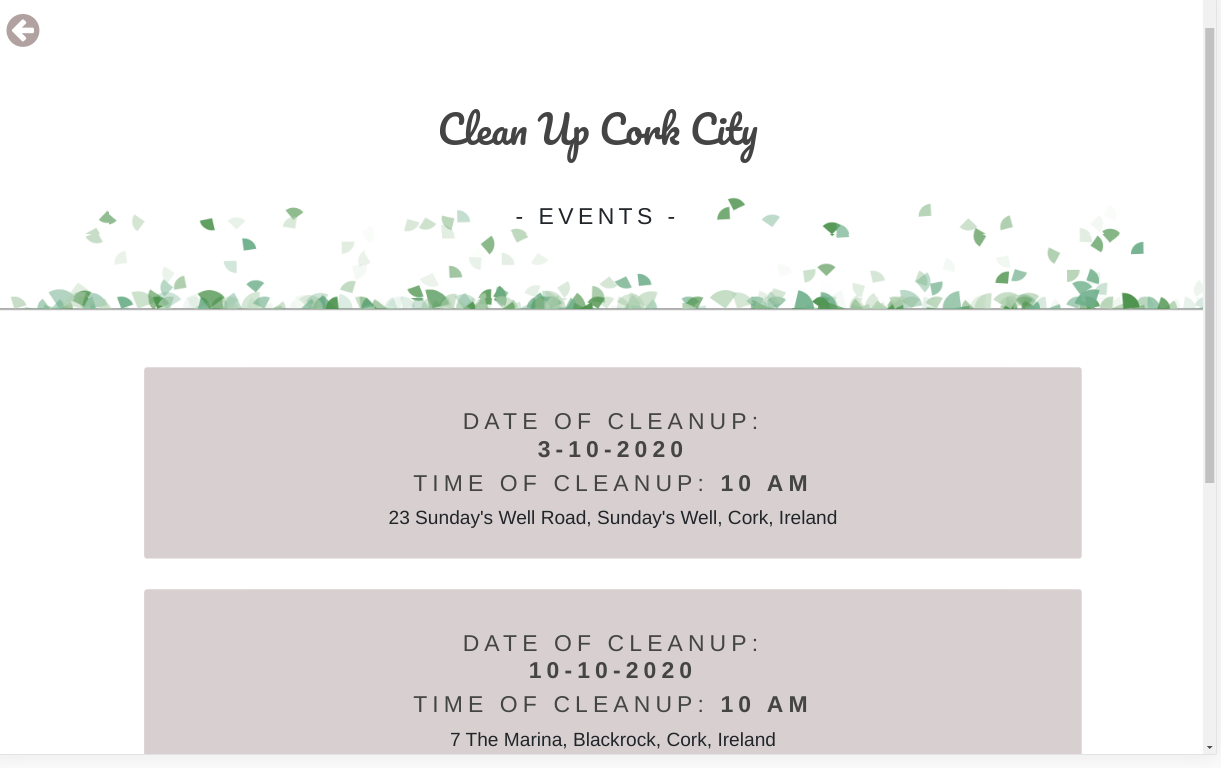 Clean Up Cork City
- EVENTS -
DATE OF CLEANUP:
3-10-2020
TIME OF CLEANUP: 10 AM
23 Sunday's Well Road, Sunday's Well, Cork, Ireland
DATE OF CLEANUP:
10-10-2020
TIME OF CLEANUP: 10 AM
7 The Marina, Blackrock, Cork, Ireland